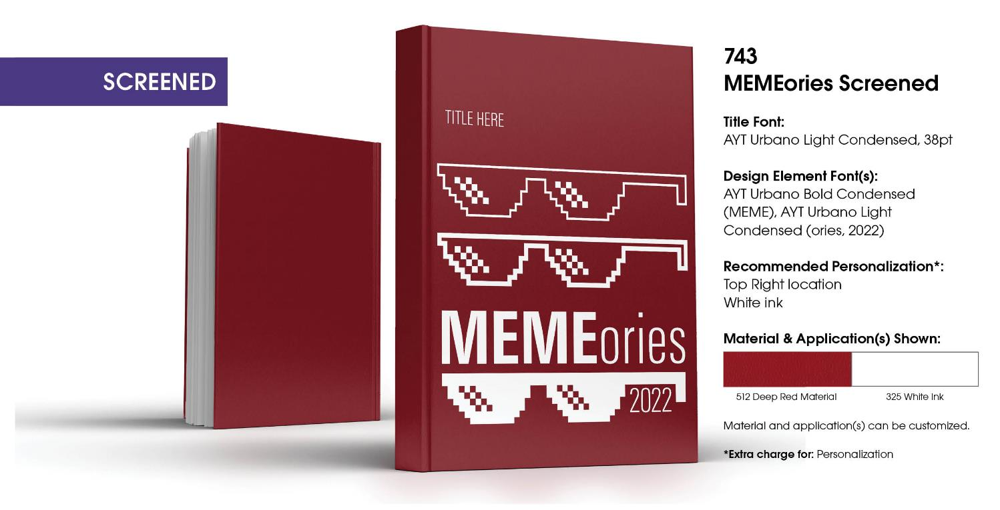 SCREENED
TITLE HERE
MEMEories
2022
743
MEMEories Screened
Title Font:
AYT Urbano Light Condensed, 38pt
Design Element Font(s):
AYT Urbano Bold Condensed
(MEME), AYT Urbano Light
Condensed (ories, 2022)
Recommended Personalization*:
Top Right location
White ink
Material & Application(s) Shown:
512 Deep Red Material
325 White Ink
Material and application(s) can be customized.
*Extra charge for: Personalization